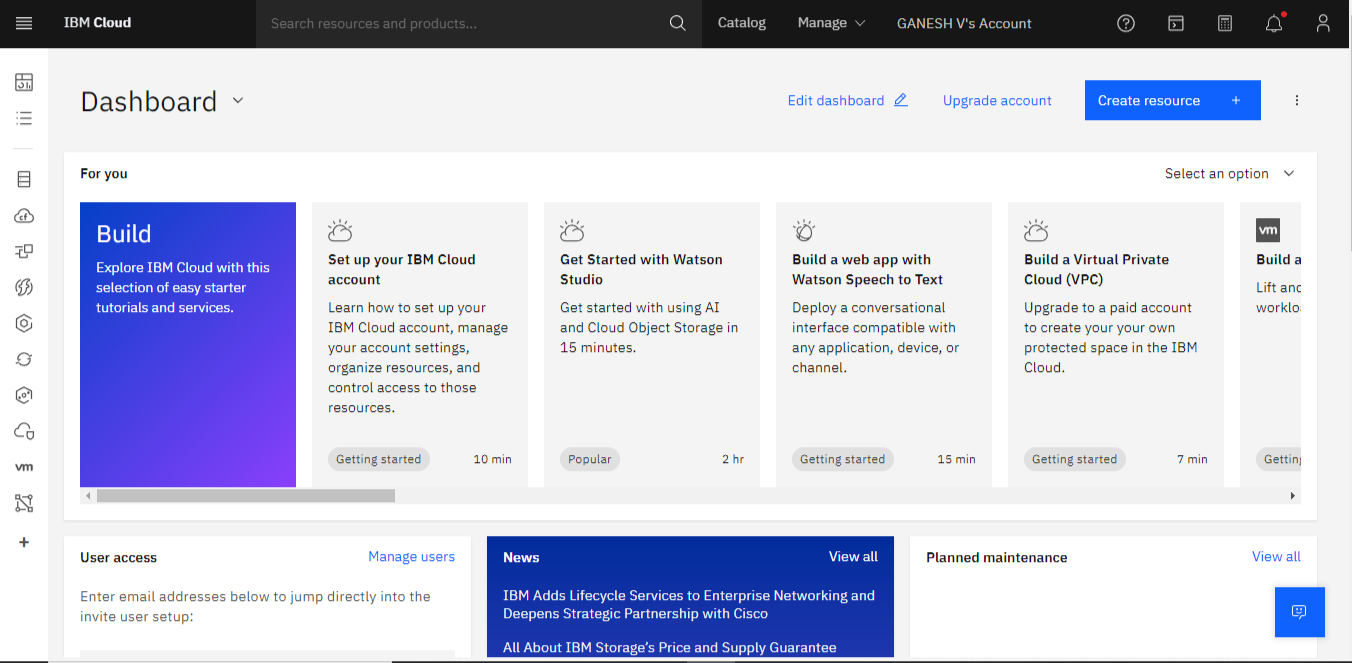 IBM Cloud
Search resources and products...
Catalog
Manage
GANESH V's Account
Dashboard
Edit dashboard
Upgrade account
Create resource +
For you
Select an option
Build
Explore IBM Cloud with this
selection of easy starter
tutorials and services.
Set up your IBM Cloud
account
Learn how to set up your
IBM Cloud account, manage
your account settings,
organize resources, and
control access to those
resources.
Getting started
10 min
Get Started with Watson
Studio
Get started with using AI
and Cloud Object Storage in
15 minutes.
Popular
2 hr
Build a web app with
Watson Speech to Text
Deploy a conversational
interface compatible with
any application, device, or
channel.
Getting started
15 min
Build a Virtual Private
Cloud (VPC)
Upgrade to a paid account
to create your your own
protected space in the IBM
Cloud.
Getting started
7 min
vm
Build a
Lift and
worklo
Getting
cf
vm
User access
Manage users
Enter email addresses below to jump directly into the
invite user setup:
News
View all
IBM Adds Lifecycle Services to Enterprise Networking and
Deepens Strategic Partnership with Cisco
All About IBM Storage's Price and Supply Guarantee
Planned maintenance
View all